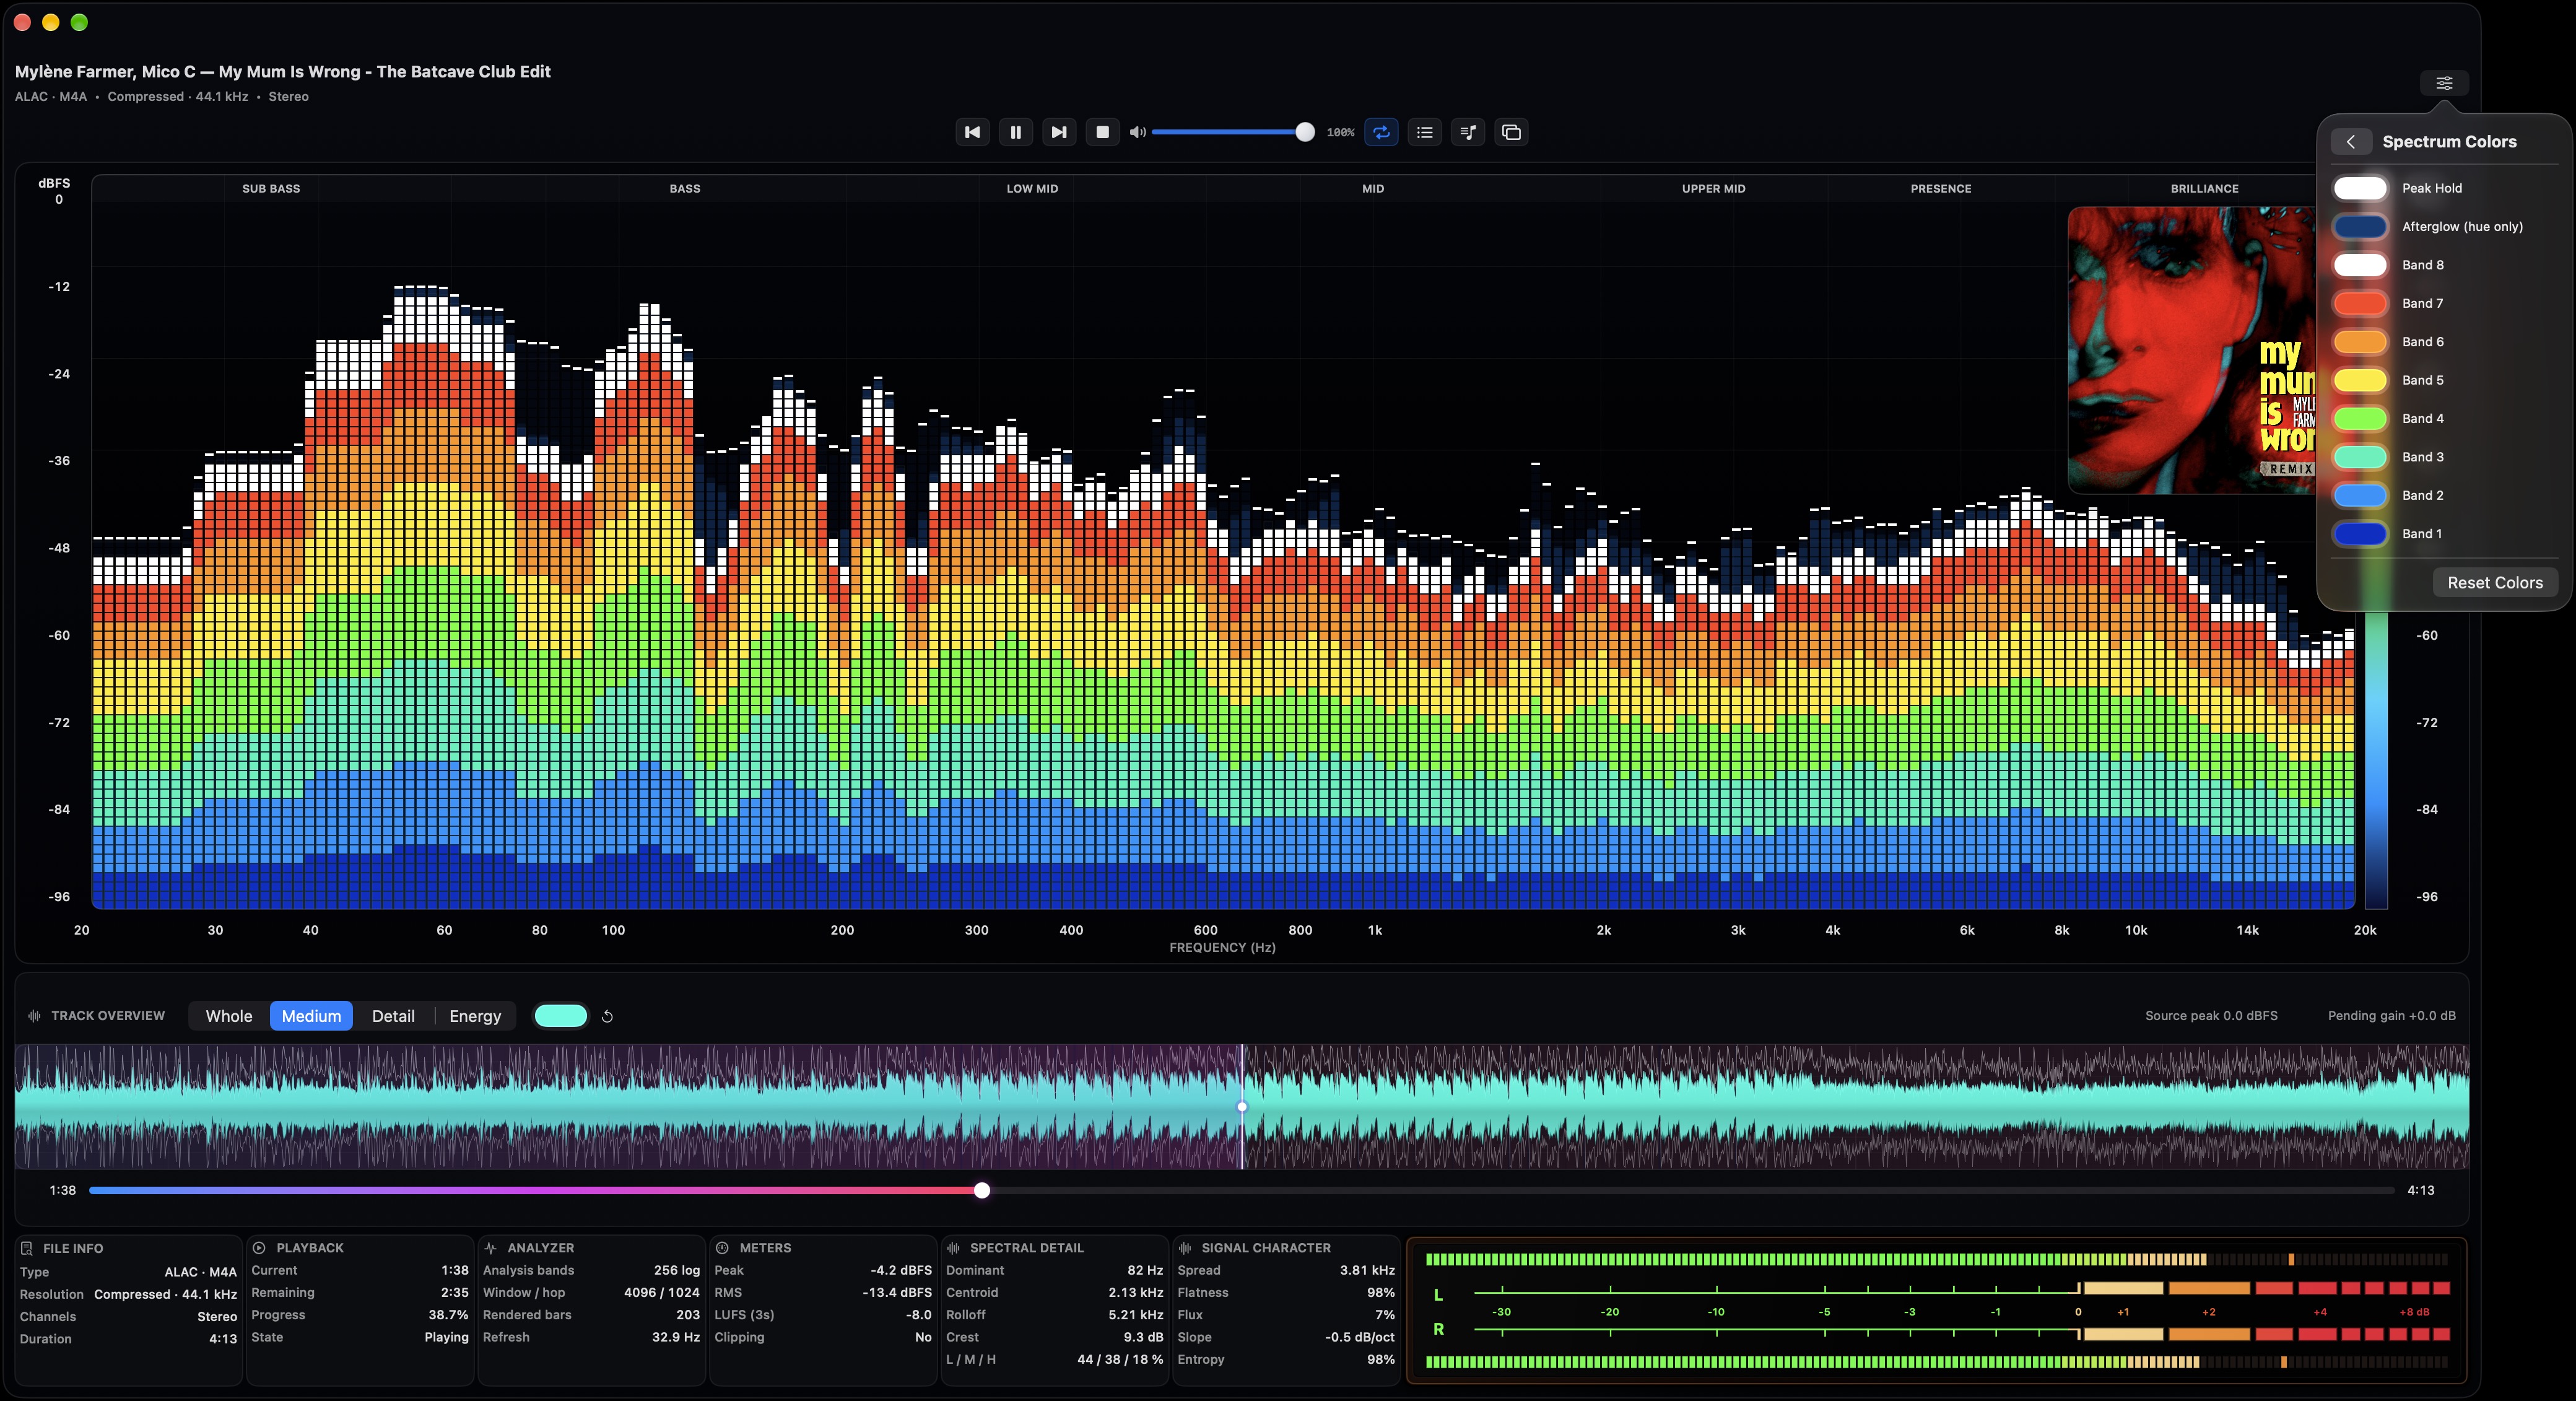 Mylène Farmer, Mico C — My Mum Is Wrong - The Batcave Club Edit
ALAC · M4A • Compressed · 44.1 kHz • Stereo
100%
Spectrum Colors
Peak Hold
Afterglow (hue only)
Band 8
Band 7
Band 6
Band 5
Band 4
Band 3
Band 2
Band 1
Reset Colors
dBFS
SUB BASS BASS LOW MID MID UPPER MID PRESENCE BRILLIANCE
0
-12
-24
-36
-48
-60
-72
-84
-96
my
mum
is
wron
REMIX
-60
-72
-84
-96
20 30 40 60 80 100 200 300 400 600 800 1k 2k 3k 4k 6k 8k 10k 14k 20k
FREQUENCY (Hz)
TRACK OVERVIEW Whole Medium Detail Energy
Source peak 0.0 dBFS Pending gain +0.0 dB
1:38 4:13
FILE INFO
Type ALAC · M4A
Resolution Compressed · 44.1 kHz
Channels Stereo
Duration 4:13
PLAYBACK
Current 1:38
Remaining 2:35
Progress 38.7%
State Playing
ANALYZER
Analysis bands 256 log
Window / hop 4096 / 1024
Rendered bars 203
Refresh 32.9 Hz
METERS
Peak -4.2 dBFS
RMS -13.4 dBFS
LUFS (3s) -8.0
Clipping No
SPECTRAL DETAIL
Dominant 82 Hz
Centroid 2.13 kHz
Rolloff 5.21 kHz
Crest 9.3 dB
L / M / H 44 / 38 / 18 %
SIGNAL CHARACTER
Spread 3.81 kHz
Flatness 98%
Flux 7%
Slope -0.5 dB/oct
Entropy 98%
L
-30 -20 -10 -5 -3 -1 0 +1 +2 +4 +8 dB
R